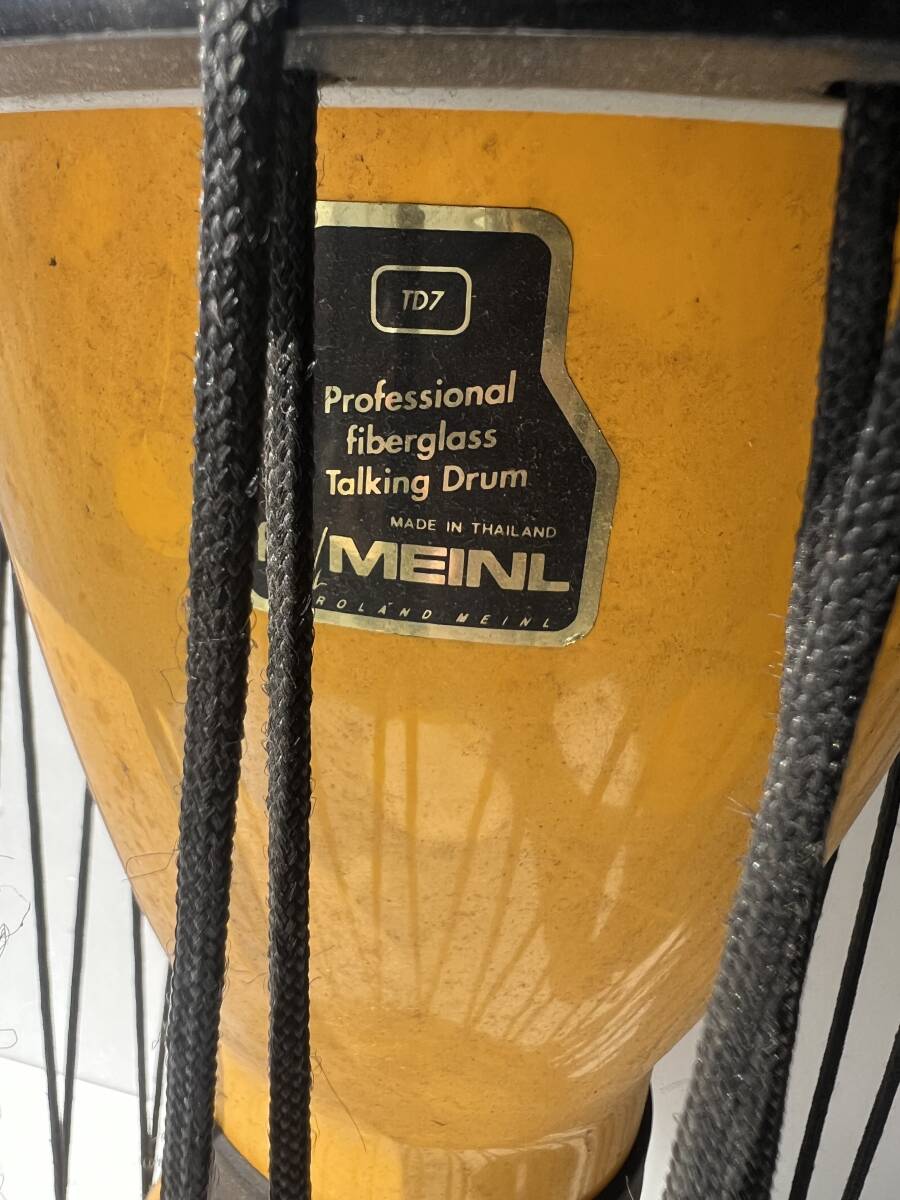 TD7
Professional
fiberglass
Talking Drum
MADE IN THAILAND
MEINL
ROLAND MEINL